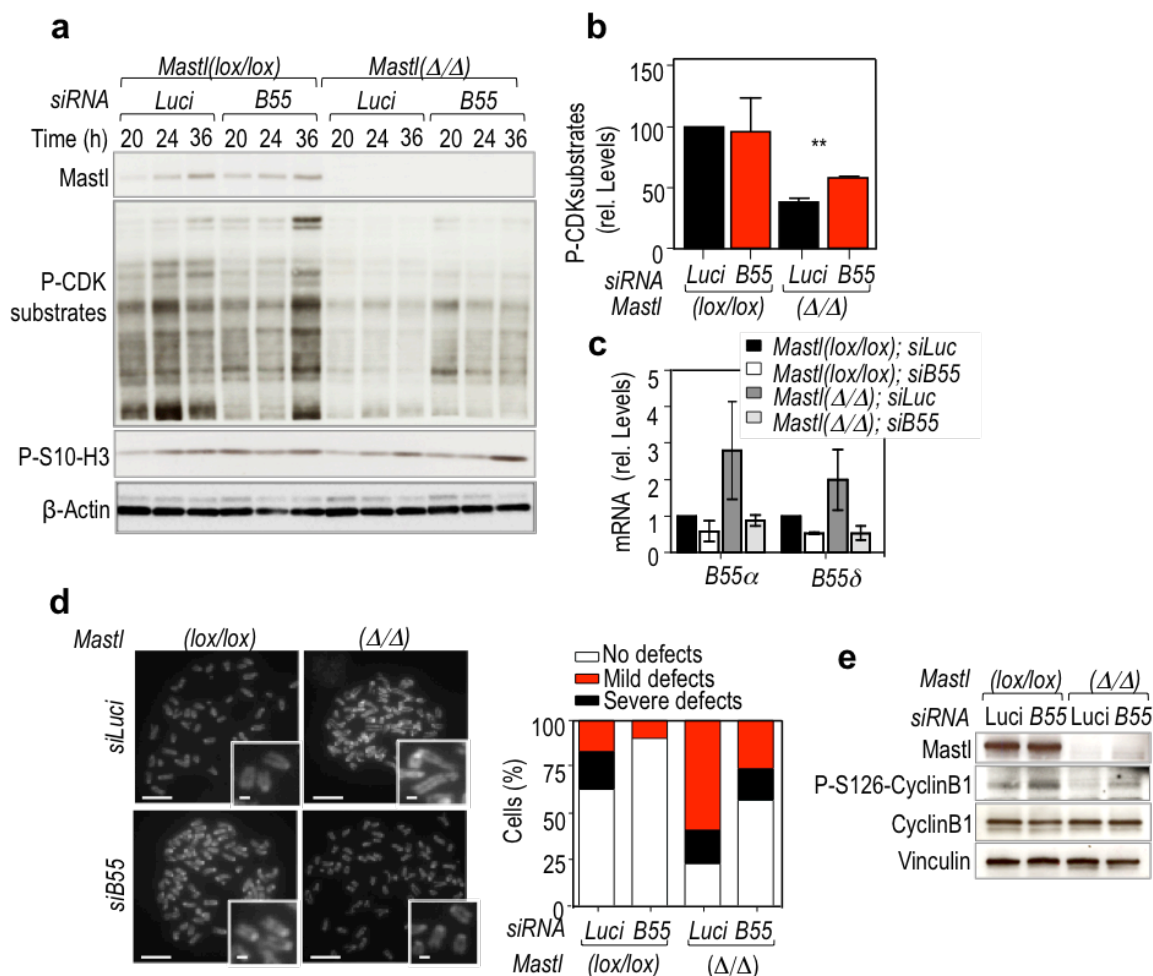 a
Mastl(lox/lox) Mastl(Δ/Δ)
siRNA Luci B55 Luci B55
Time (h) 20 24 36 20 24 36 20 24 36 20 24 36
Mastl
P-CDK
substrates
P-S10-H3
β-Actin
b
P-CDKsubstrates
(rel. Levels)
150
100
50
0
**
siRNA Luci B55 Luci B55
Mastl (lox/lox) (Δ/Δ)
c
Mastl(lox/lox); siLuc
Mastl(lox/lox); siB55
Mastl(Δ/Δ); siLuc
Mastl(Δ/Δ); siB55
mRNA (rel. Levels)
5
4
3
2
1
0
B55α B55δ
d
Mastl (lox/lox) (Δ/Δ)
siLuci
siB55
No defects
Mild defects
Severe defects
Cells (%)
100
75
50
25
0
siRNA Luci B55 Luci B55
Mastl (lox/lox) (Δ/Δ)
e
Mastl (lox/lox) (Δ/Δ)
siRNA Luci B55 Luci B55
Mastl
P-S126-CyclinB1
CyclinB1
Vinculin